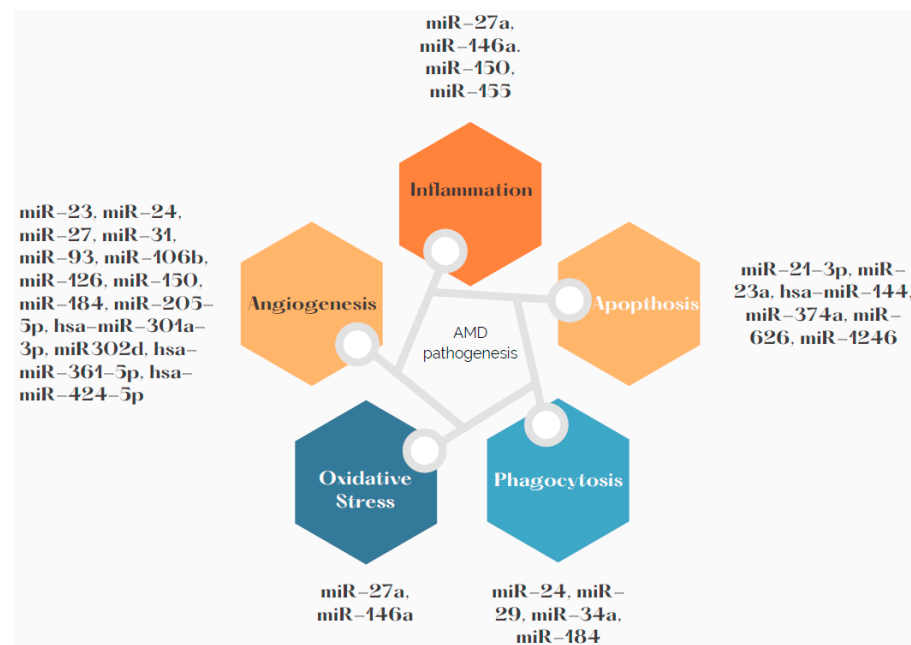 miR-27a,
miR-146a.
miR-150,
miR-155
Inflammation
miR-23, miR-24,
miR-27, miR-31,
miR-93, miR-106b,
miR-126, miR-150,
miR-184, miR-205-
5p, hsa-miR-301a-
3p, miR302d, hsa-
miR-361-5p, hsa-
miR-424-5p
Angiogenesis
AMD
pathogenesis
Apopthosis
miR-21-3p, miR-
23a, hsa-miR-144,
miR-374a, miR-
626, miR-1246
Oxidative
Stress
Phagocytosis
miR-27a,
miR-146a
miR-24, miR-
29, miR-34a,
miR-184